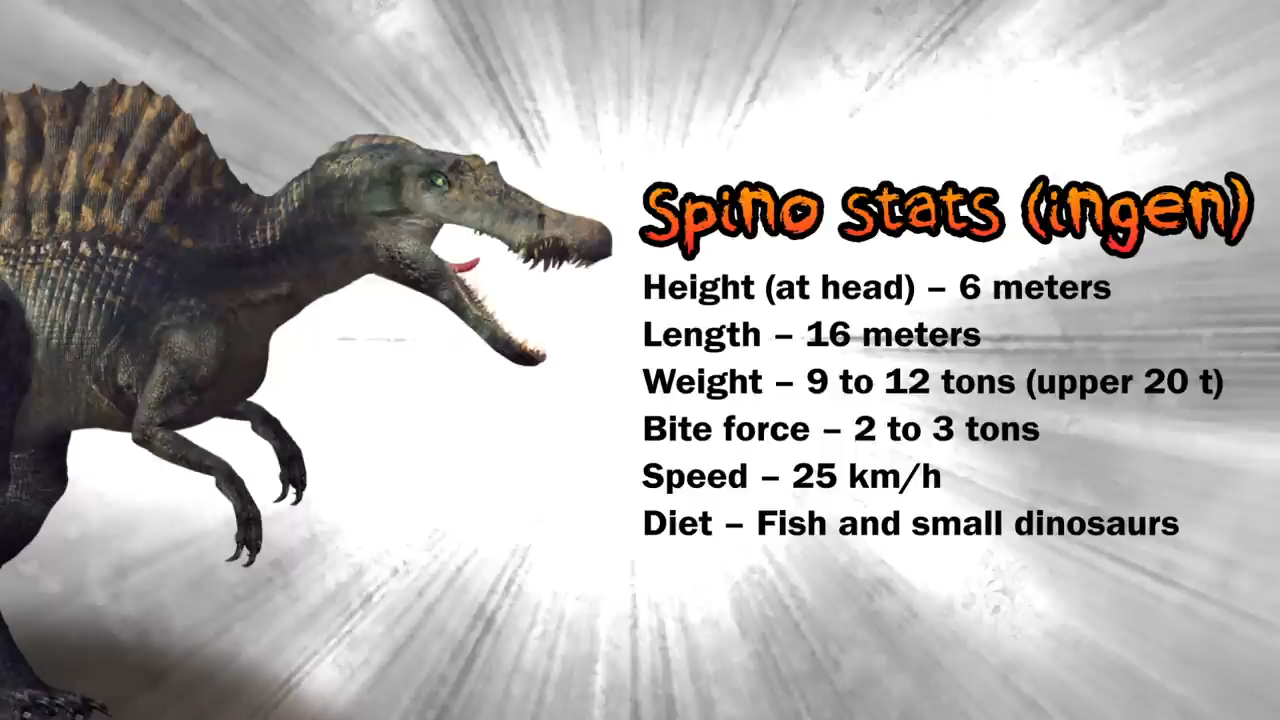 Spino stats (ingen)
Height (at head) – 6 meters
Length – 16 meters
Weight – 9 to 12 tons (upper 20 t)
Bite force – 2 to 3 tons
Speed – 25 km/h
Diet – Fish and small dinosaurs